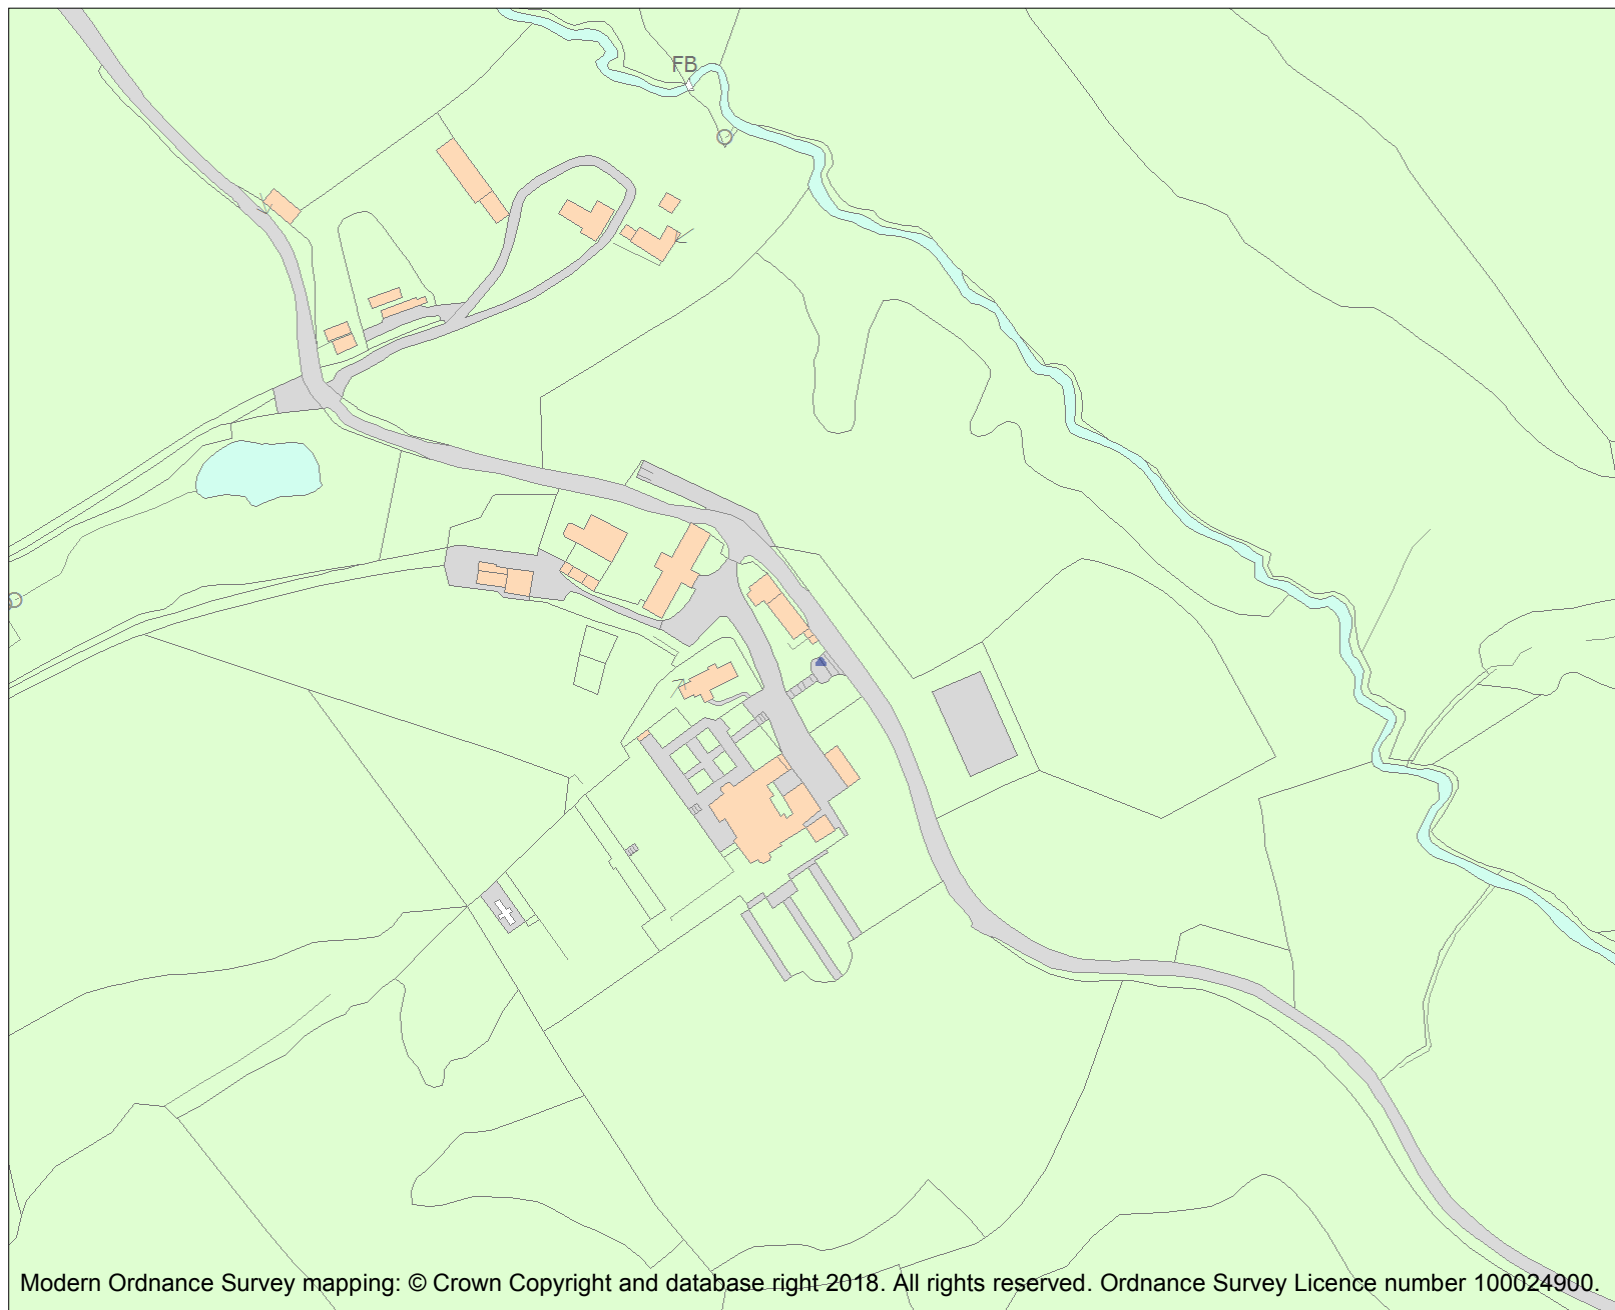 FB
Modern Ordnance Survey mapping: © Crown Copyright and database right 2018. All rights reserved. Ordnance Survey Licence number 100024900.